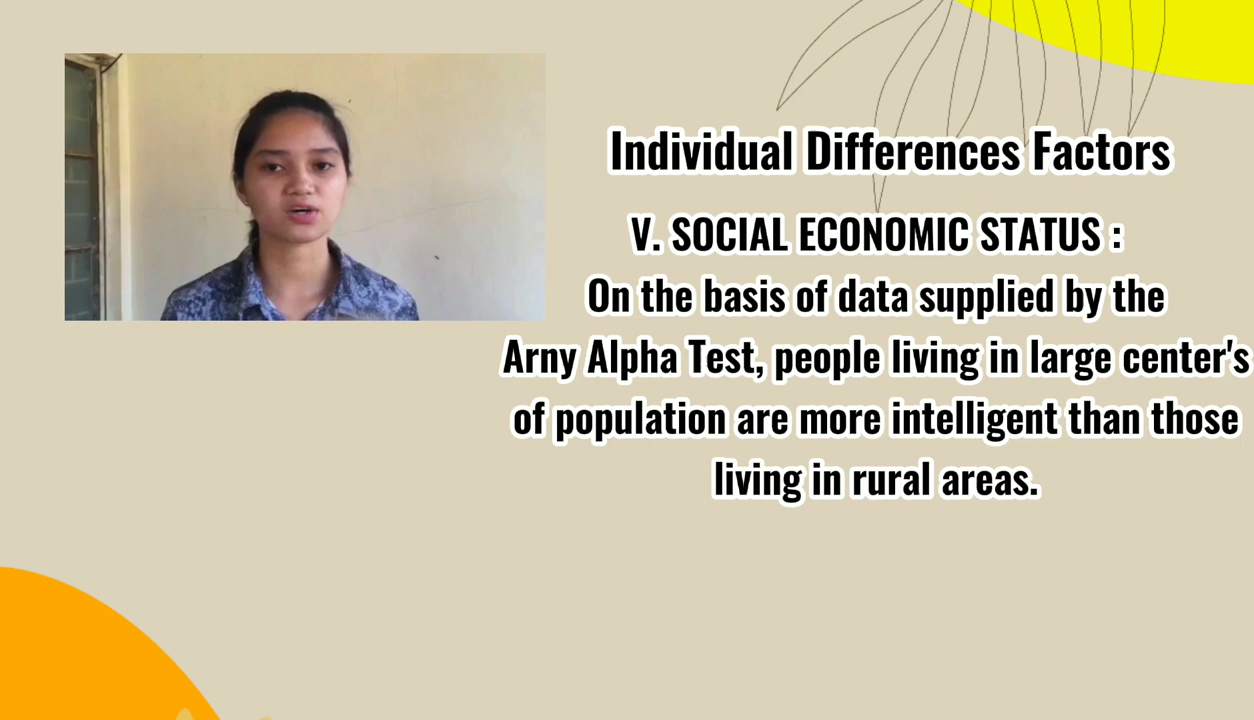 Individual Differences Factors
V. SOCIAL ECONOMIC STATUS :
On the basis of data supplied by the
Arny Alpha Test, people living in large center's
of population are more intelligent than those
living in rural areas.